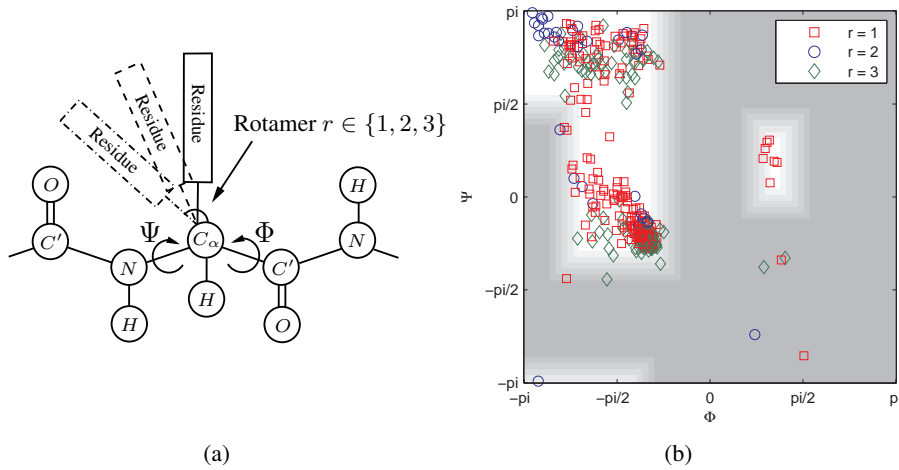 Residue
Residue
Residue
Rotamer r ∈ {1, 2, 3}
O
H
Ψ
Φ
C′
N
Cα
C′
N
H
H
O
(a)
pi
pi/2
0
−pi/2
−pi
Ψ
r = 1
r = 2
r = 3
−pi
−pi/2
0
pi/2
p
Φ
(b)